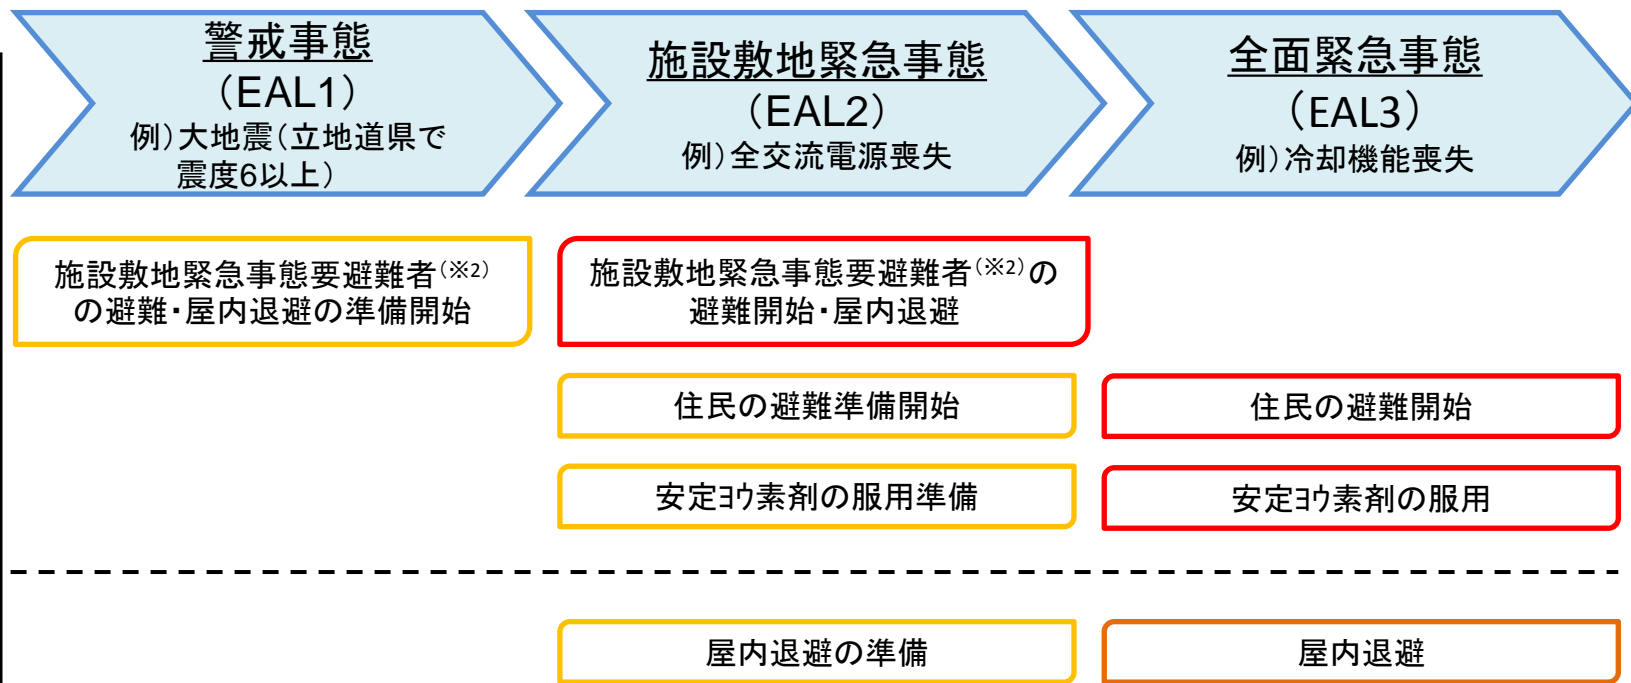 警戒事態
（EAL1）
例）大地震（立地道県で
震度6以上）
施設敷地緊急事態
（EAL2）
例）全交流電源喪失
全面緊急事態
（EAL3）
例）冷却機能喪失
施設敷地緊急事態要避難者（※2）
の避難・屋内退避の準備開始
施設敷地緊急事態要避難者（※2）の
避難開始・屋内退避
住民の避難準備開始
住民の避難開始
安定ﾖｳ素剤の服用準備
安定ﾖｳ素剤の服用
屋内退避の準備
屋内退避